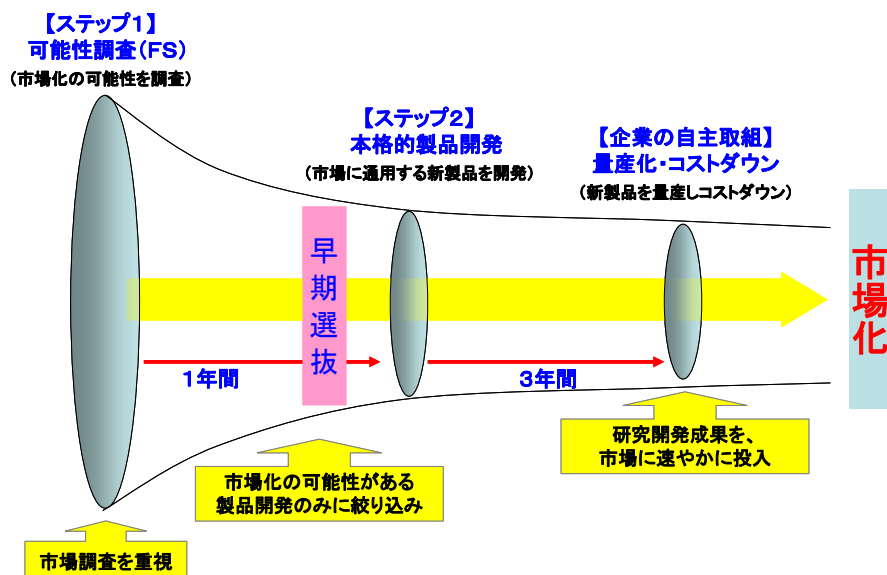 【ステップ１】
可能性調査（ＦＳ）
（市場化の可能性を調査）
【ステップ２】
本格的製品開発
（市場に通用する新製品を開発）
【企業の自主取組】
量産化・コストダウン
（新製品を量産しコストダウン）
早期選抜
市場化
１年間
３年間
研究開発成果を、
市場に速やかに投入
市場化の可能性がある
製品開発のみに絞り込み
市場調査を重視